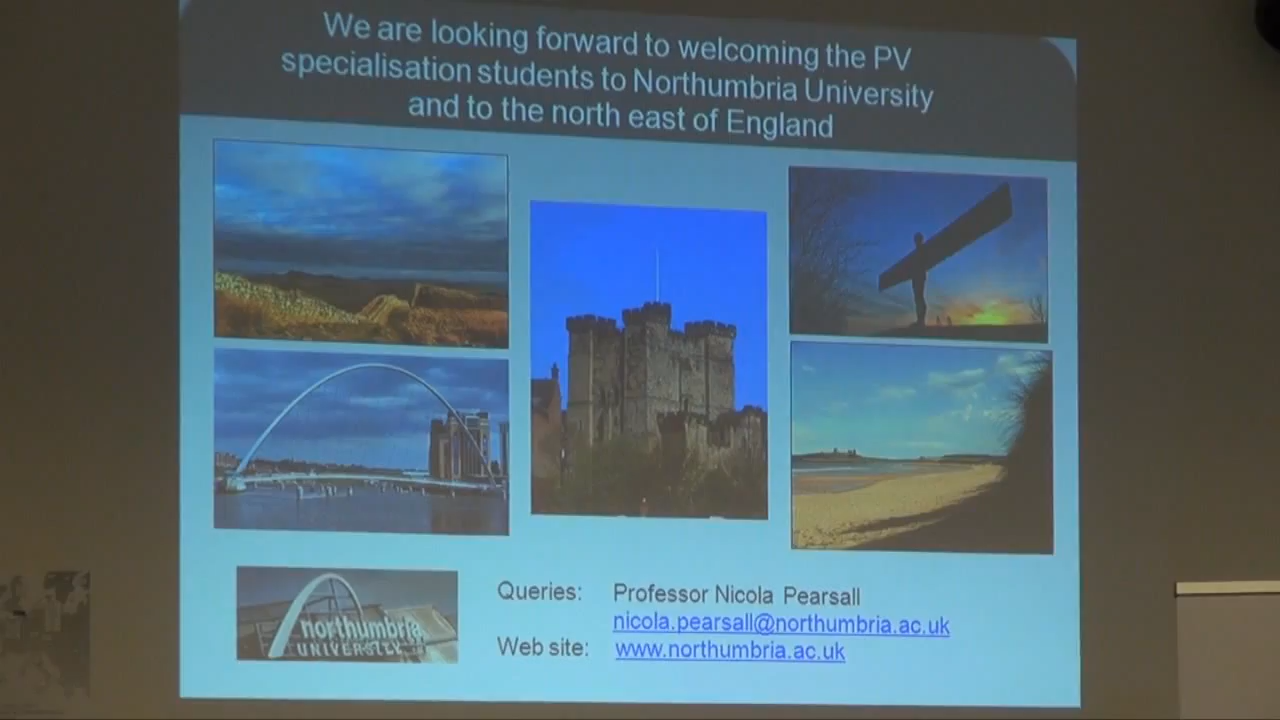 We are looking forward to welcoming the PV
specialisation students to Northumbria University
and to the north east of England
northumbria
UNIVERSITY
Queries: Professor Nicola Pearsall
nicola.pearsall@northumbria.ac.uk
Web site: www.northumbria.ac.uk